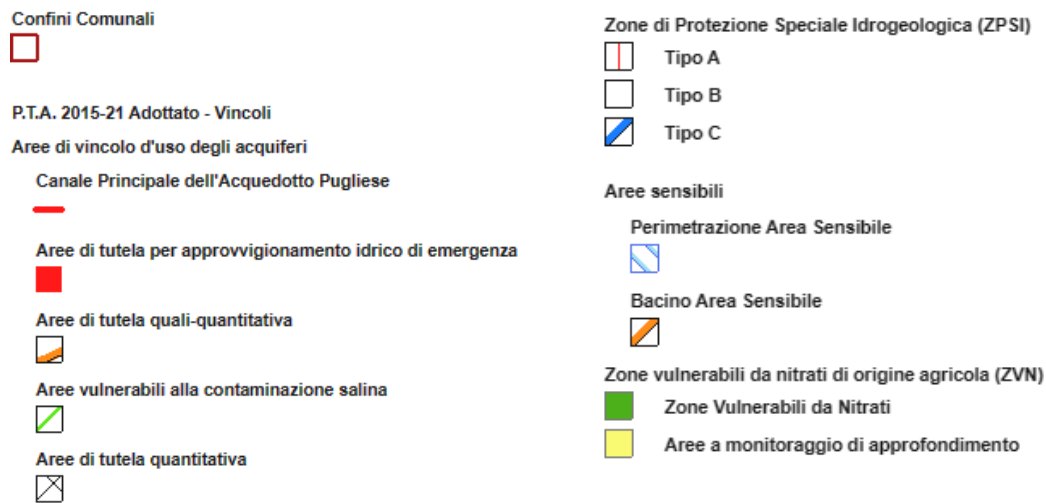 Confini Comunali
P.T.A. 2015-21 Adottato - Vincoli
Aree di vincolo d'uso degli acquiferi
Canale Principale dell'Acquedotto Pugliese
Aree di tutela per approvvigionamento idrico di emergenza
Aree di tutela quali-quantitativa
Aree vulnerabili alla contaminazione salina
Aree di tutela quantitativa
Zone di Protezione Speciale Idrogeologica (ZPSI)
Tipo A
Tipo B
Tipo C
Aree sensibili
Perimetrazione Area Sensibile
Bacino Area Sensibile
Zone vulnerabili da nitrati di origine agricola (ZVN)
Zone Vulnerabili da Nitrati
Aree a monitoraggio di approfondimento